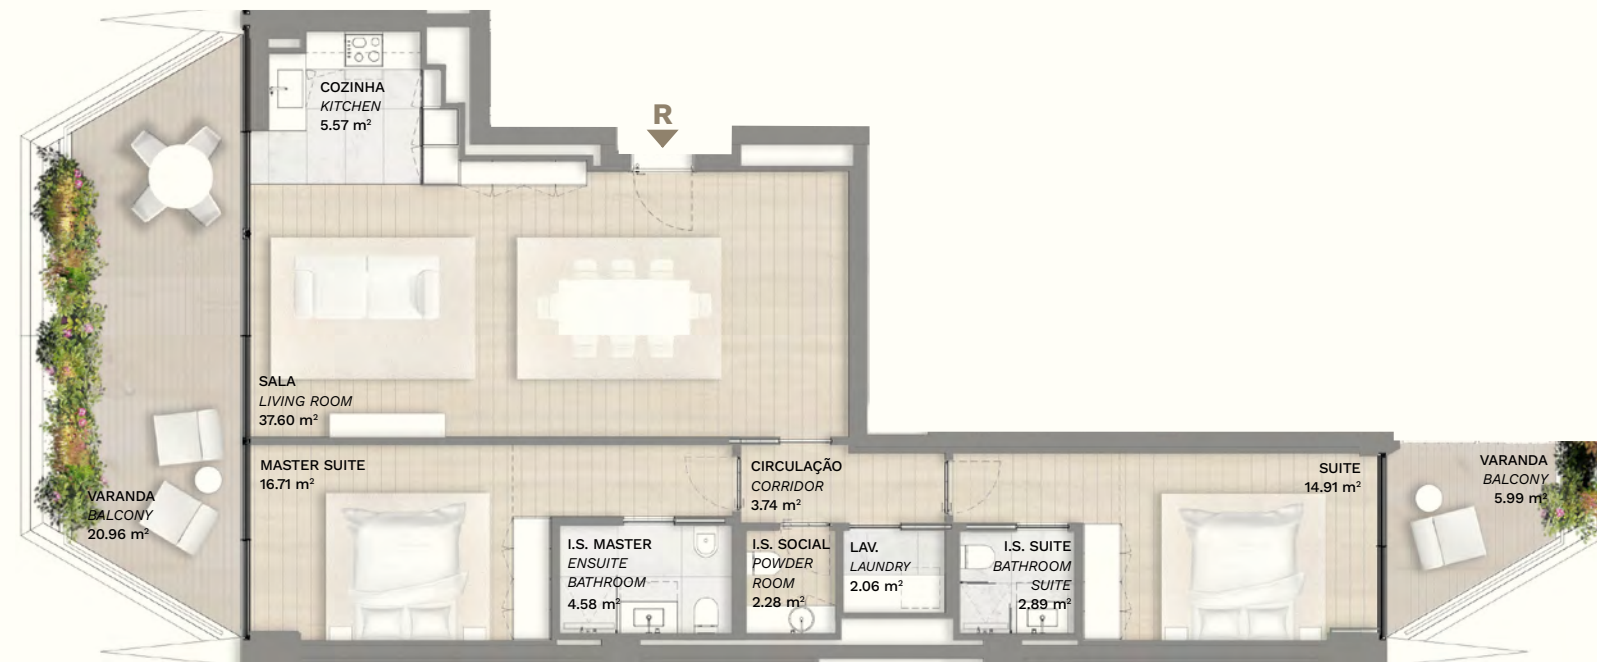 COZINHA
KITCHEN
5.57 m²
R
SALA
LIVING ROOM
37.60 m²
MASTER SUITE
16.71 m²
CIRCULAÇÃO
CORRIDOR
3.74 m²
SUITE
14.91 m²
VARANDA
BALCONY
5.99 m²
VARANDA
BALCONY
20.96 m²
I.S. MASTER
ENSUITE
BATHROOM
4.58 m²
I.S. SOCIAL
POWDER
ROOM
2.28 m²
LAV.
LAUNDRY
2.06 m²
I.S. SUITE
BATHROOM
SUITE
2.89 m²